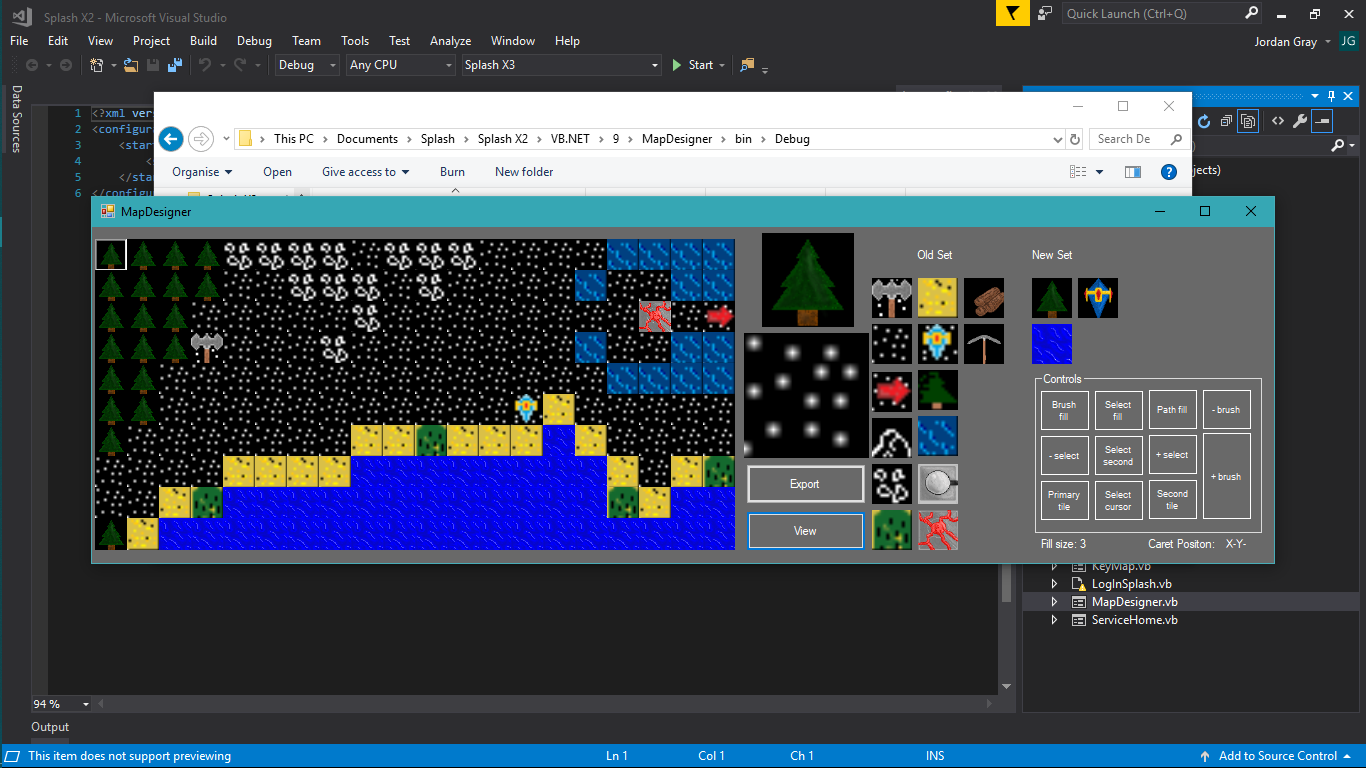 Splash X2 - Microsoft Visual Studio
Quick Launch (Ctrl+Q)
File Edit View Project Build Debug Team Tools Test Analyze Window Help
Jordan Gray JG
Debug Any CPU Splash X3 Start
Data Sources
1 <?xml vers
2 <configur
3 <star
4 <
5 </sta
6 </configu
This PC Documents Splash Splash X2 VB.NET 9 MapDesigner bin Debug
Search De
Organise Open Give access to Burn New folder
jects)
MapDesigner
Old Set
New Set
Controls
Brush fill
Select fill
Path fill
- brush
- select
Select second
+ select
+ brush
Primary tile
Select cursor
Second tile
Export
View
Fill size: 3
Caret Positon: X-Y-
KeyMap.vb
LogInSplash.vb
MapDesigner.vb
ServiceHome.vb
94 %
Output
This item does not support previewing
Ln 1
Col 1
Ch 1
INS
Add to Source Control